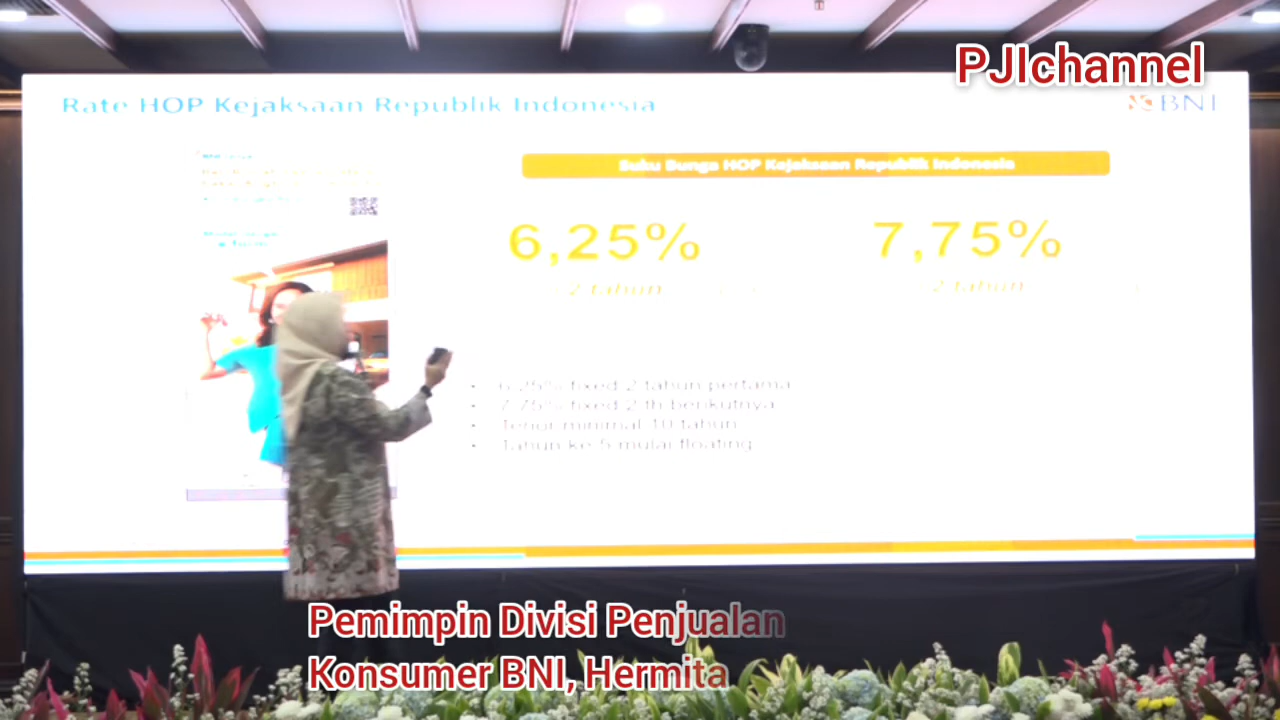 PJIchannel
Rate HOP Kejaksaan Republik Indonesia
BNI
Suku Bunga HOP Kejaksaan Republik Indonesia
6,25%
7,75%
2 tahun
2 tahun
• 6.25% fixed 2 tahun pertama
• 7.75% fixed 2 th berikutnya
• Tenor minimal 10 tahun
• Tahun ke 5 mulai floating
Pemimpin Divisi Penjualan
Konsumer BNI, Hermita